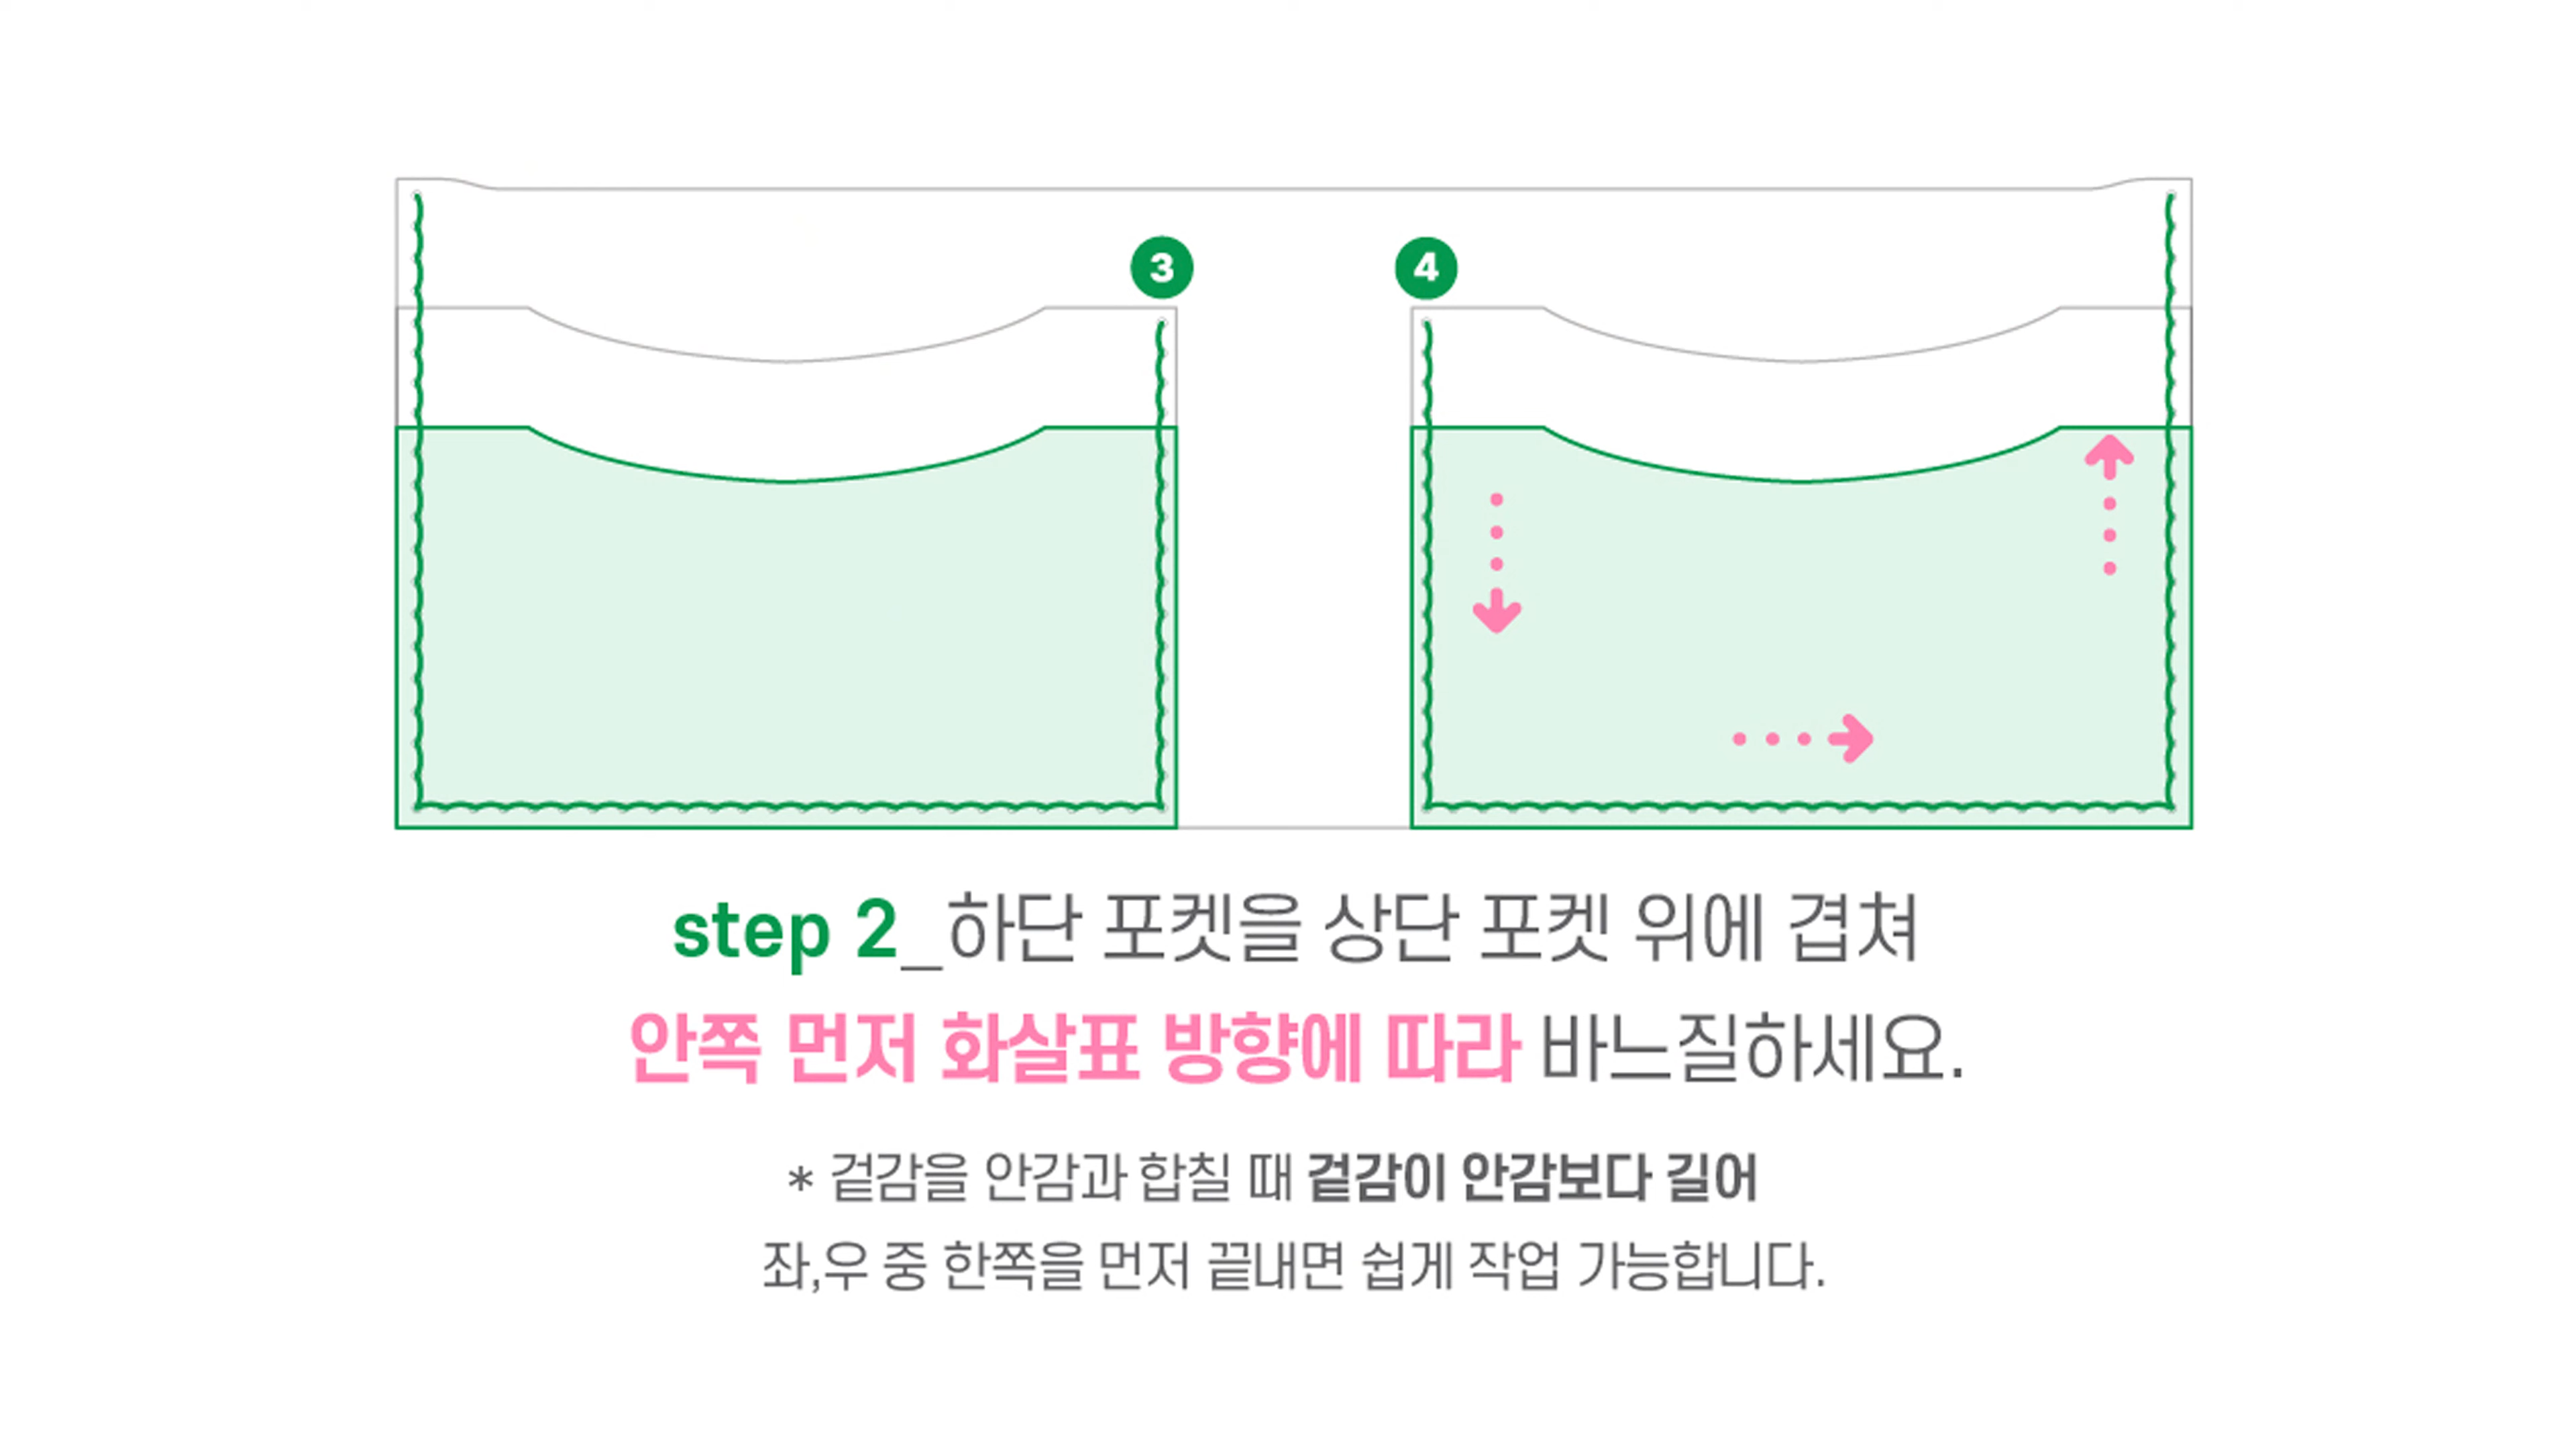 3 4
step 2_하단 포켓을 상단 포켓 위에 겹쳐
안쪽 먼저 화살표 방향에 따라 바느질하세요.
* 겉감을 안감과 합칠 때 겉감이 안감보다 길어
좌,우 중 한쪽을 먼저 끝내면 쉽게 작업 가능합니다.